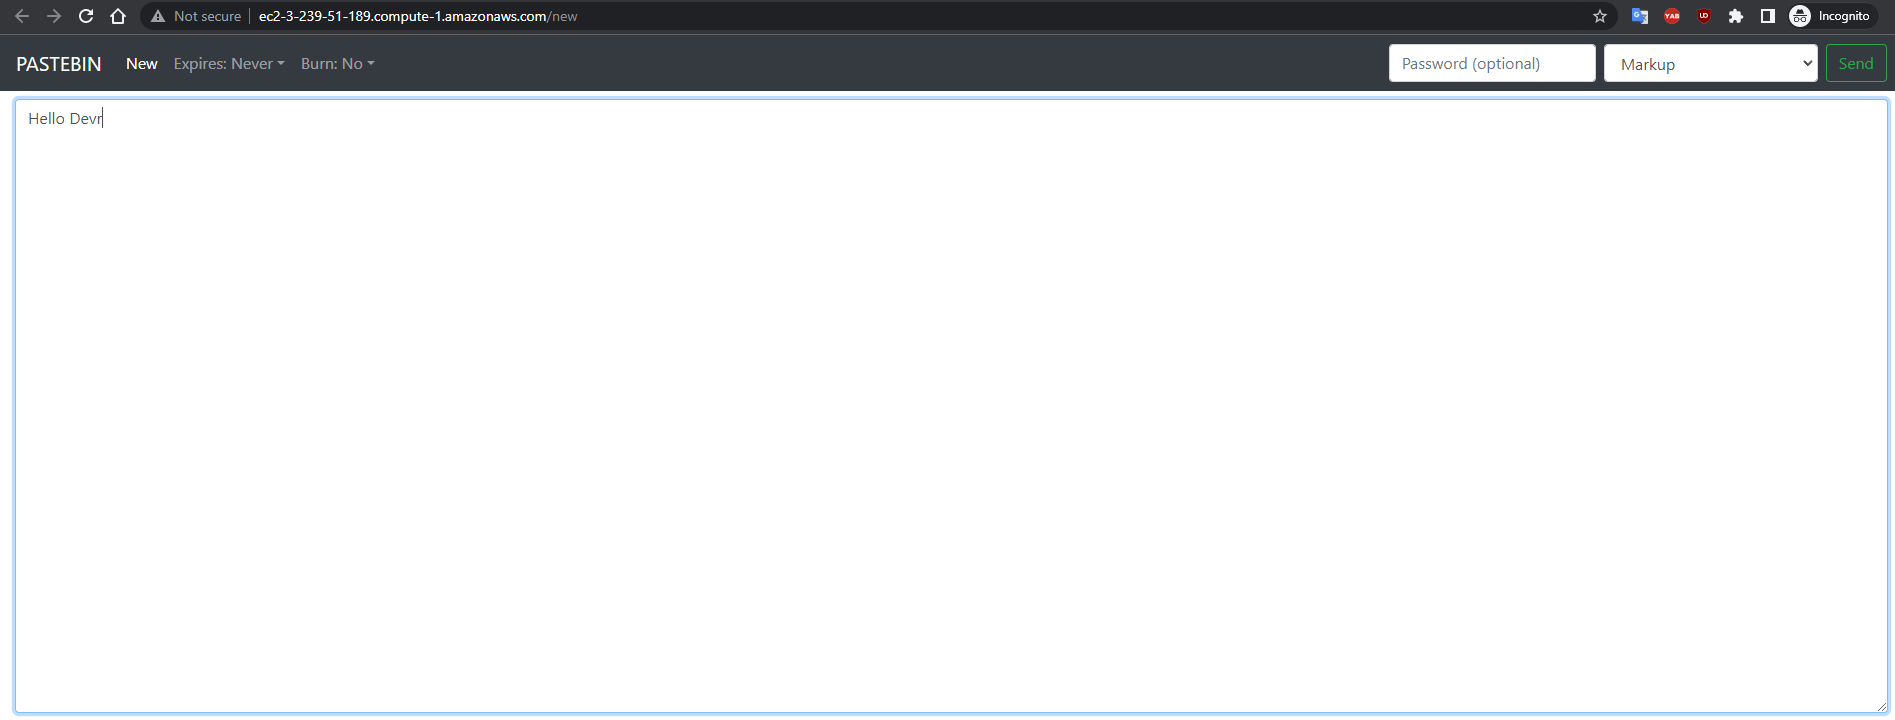 Not secure ec2-3-239-51-189.compute-1.amazonaws.com/new YAB UD Incognito
PASTEBIN New Expires: Never Burn: No Password (optional) Markup Send
Hello Devr